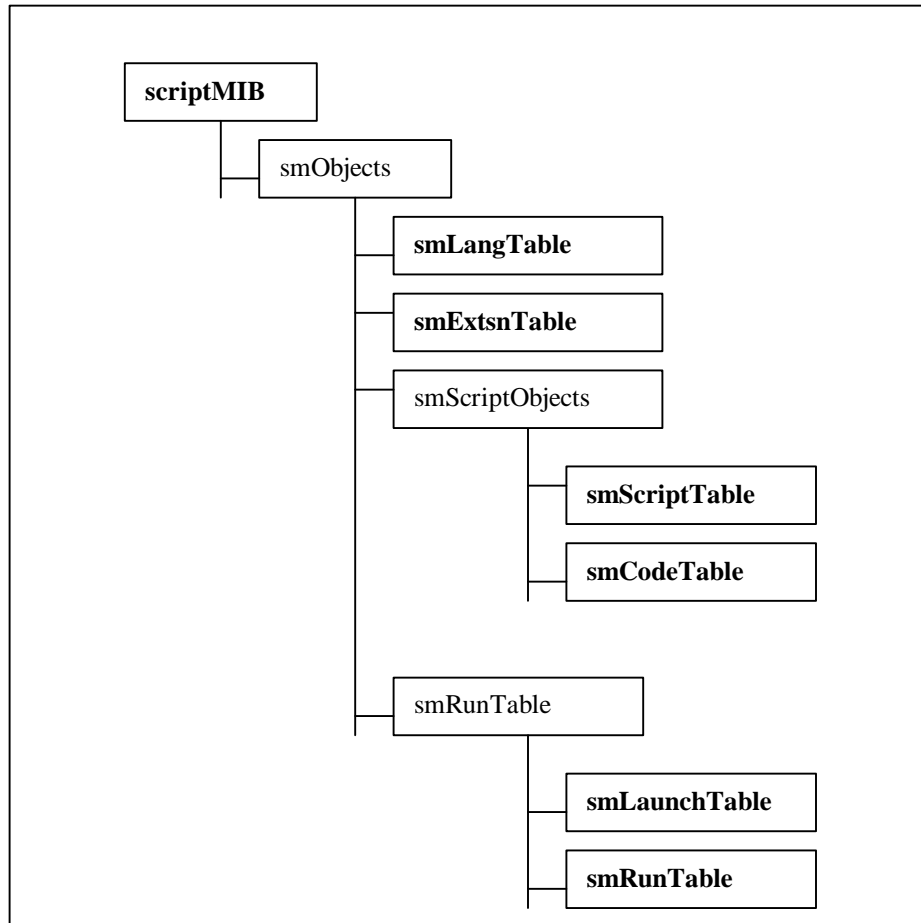 scriptMIB
smObjects
smLangTable
smExtsnTable
smScriptObjects
smScriptTable
smCodeTable
smRunTable
smLaunchTable
smRunTable